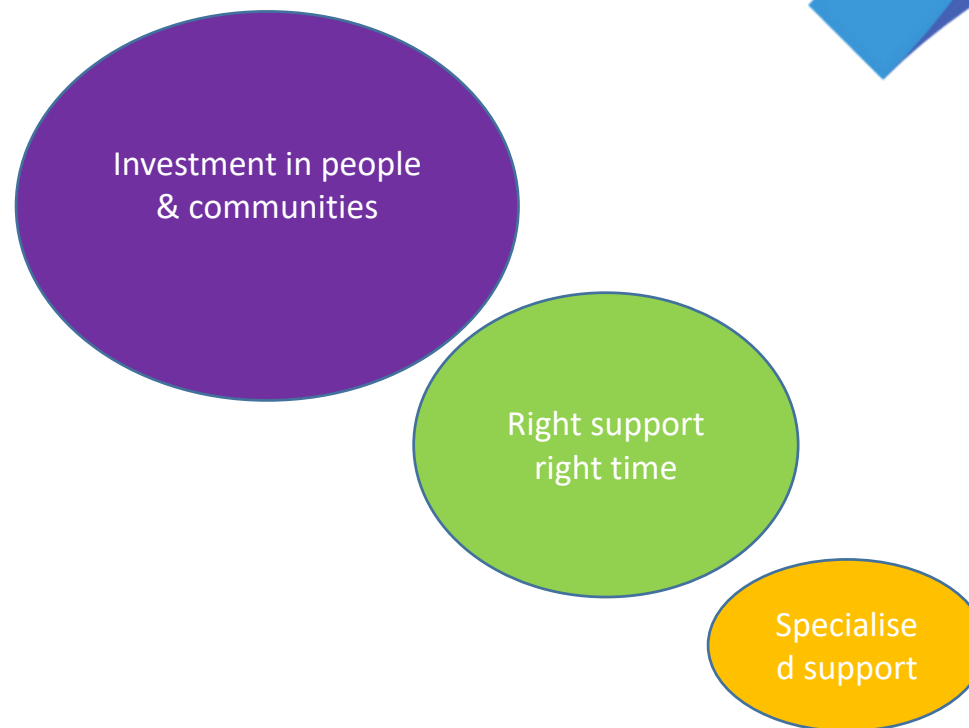 Investment in people
& communities
Right support
right time
Specialise
d support